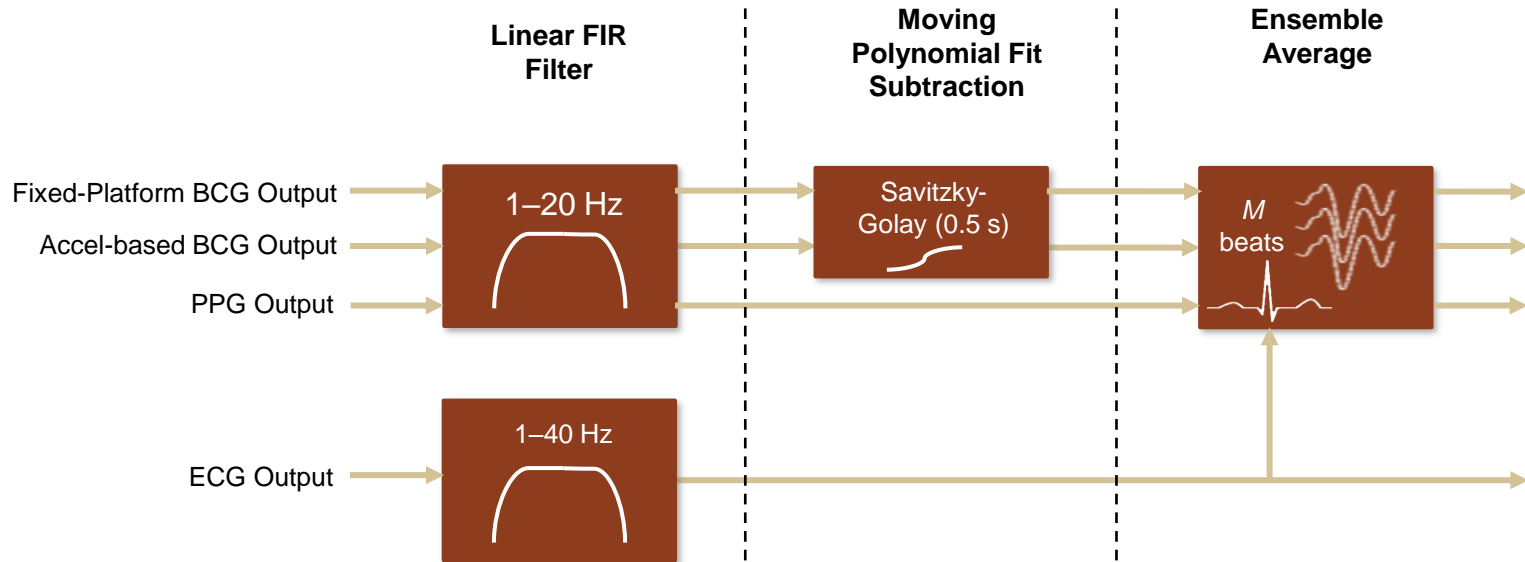 Linear FIR
Filter
Moving
Polynomial Fit
Subtraction
Ensemble
Average
Fixed-Platform BCG Output
Accel-based BCG Output
PPG Output
1–20 Hz
Savitzky-
Golay (0.5 s)
M
beats
ECG Output
1–40 Hz